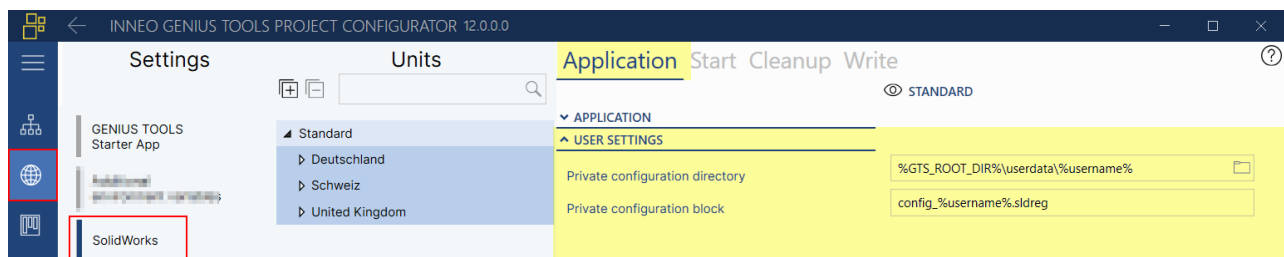 INNEO GENIUS TOOLS PROJECT CONFIGURATOR 12.0.0.0
Settings
Units
Application Start Cleanup Write
STANDARD
APPLICATION
GENIUS TOOLS
Starter App
Standard
USER SETTINGS
Deutschland
Private configuration directory
%GTS_ROOT_DIR%\userdata\%username%
Schweiz
United Kingdom
Private configuration block
config_%username%.sldreg
SolidWorks